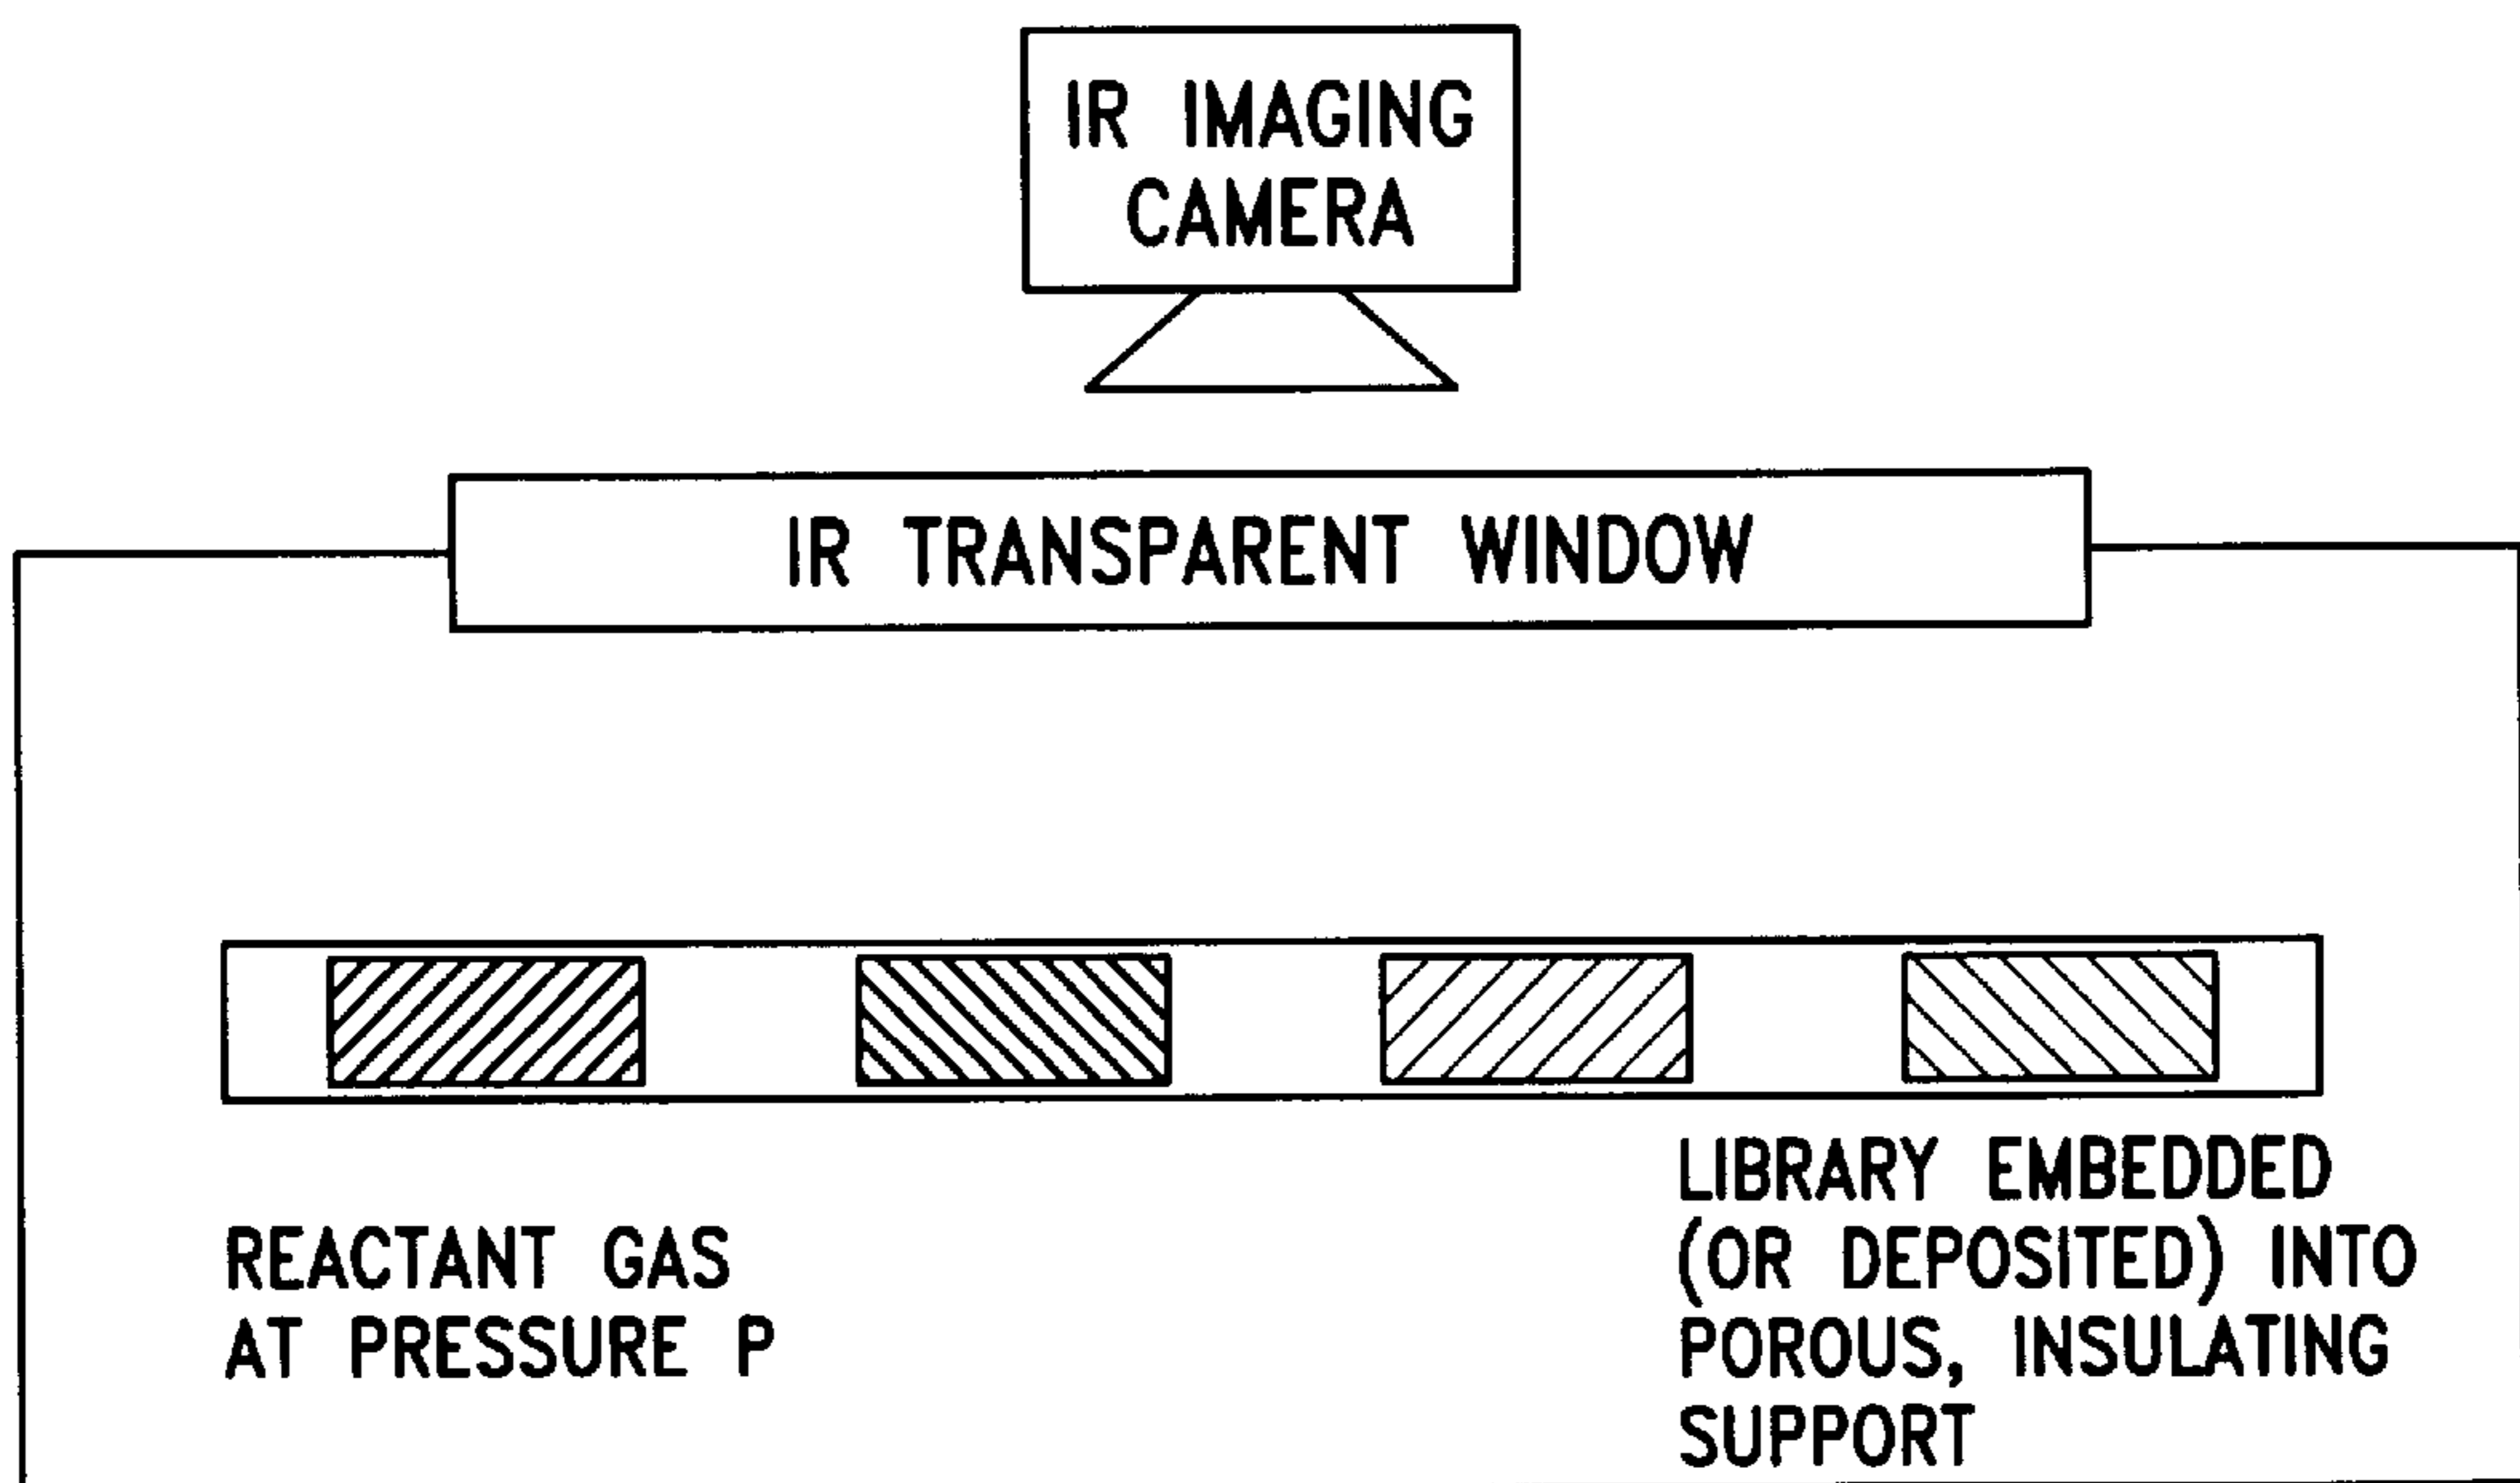 IR IMAGING
CAMERA
IR TRANSPARENT WINDOW
REACTANT GAS
AT PRESSURE P
LIBRARY EMBEDDED
(OR DEPOSITED) INTO
POROUS, INSULATING
SUPPORT